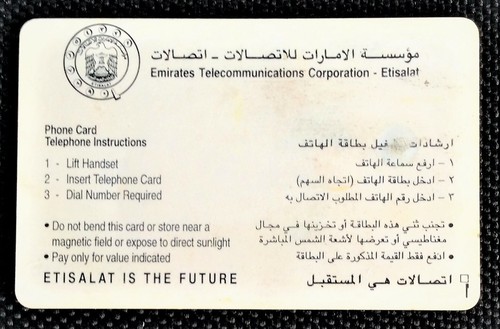 مؤسسة الامارات للاتصالات - اتصالات
Emirates Telecommunications Corporation - Etisalat
Phone Card
Telephone Instructions
1 - Lift Handset
2 - Insert Telephone Card
3 - Dial Number Required
• Do not bend this card or store near a
magnetic field or expose to direct sunlight
• Pay only for value indicated
ETISALAT IS THE FUTURE
ارشادات بطاقة الهاتف
١ - ارفع سماعة الهاتف
٢ - ادخل بطاقة الهاتف (اتجاه السهم)
٣ - ادخل رقم الهاتف المطلوب الاتصال به
• تجنب ثني هذه البطاقة أو تخزينها في مجال
مغناطيسي أو تعرضها لأشعة الشمس المباشرة
• ادفع فقط القيمة المذكورة على البطاقة
اتصالات هي المستقبل